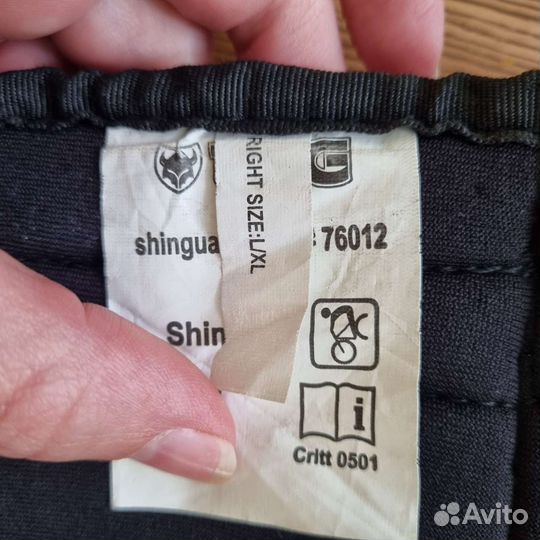 RIGHT SIZE:L/XL
shingua 76012
Shin
i
Critt 0501
Avito